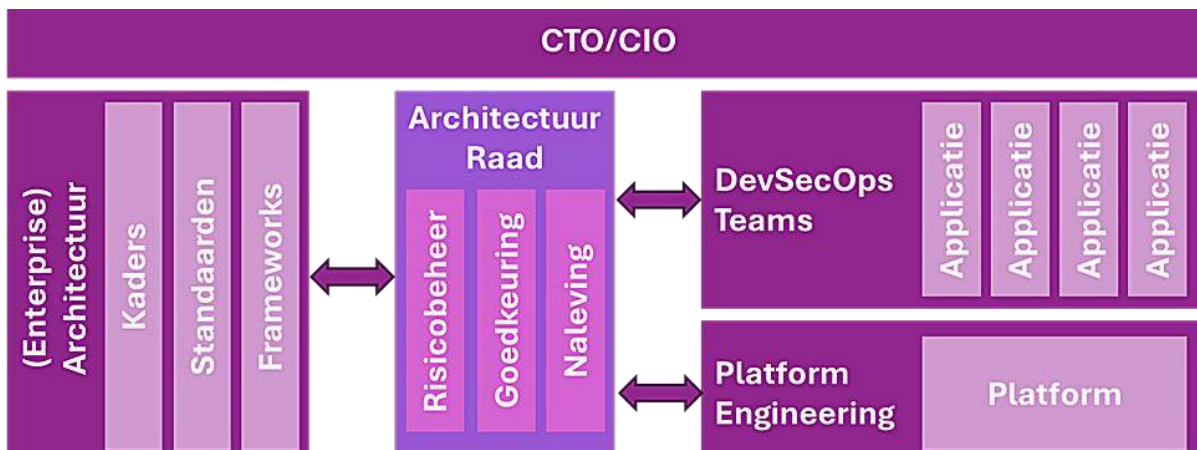 CTO/CIO
(Enterprise)
Architectuur
Kaders
Standaarden
Frameworks
Architectuur
Raad
Risicobeheer
Goedkeuring
Naleving
DevSecOps
Teams
Applicatie
Applicatie
Applicatie
Applicatie
Platform
Engineering
Platform